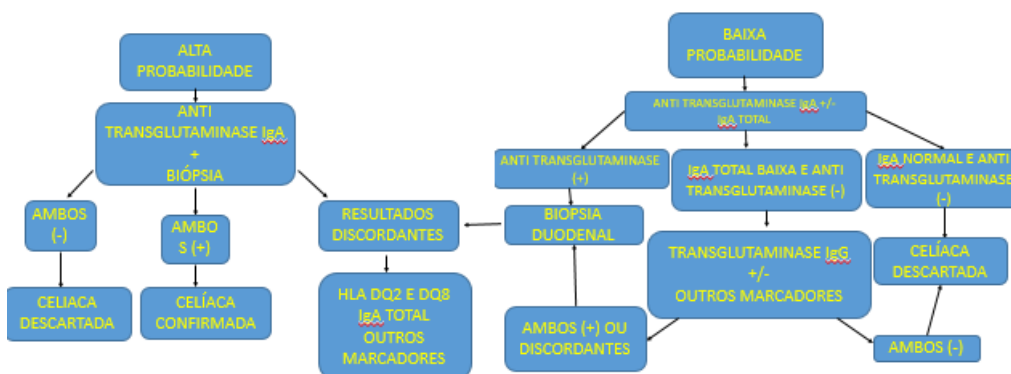 ALTA
PROBABILIDADE
ANTI
TRANSGLUTAMINASE IgA
+
BIÓPSIA
AMBOS
(-)
AMBO
S (+)
RESULTADOS
DISCORDANTES
CELIACA
DESCARTADA
CELÍACA
CONFIRMADA
HLA DQ2 E DQ8
IgA TOTAL
OUTROS
MARCADORES
BAIXA
PROBABILIDADE
ANTI TRANSGLUTAMINASE IgA +/-
IgA TOTAL
ANTI TRANSGLUTAMINASE
(+)
IgA TOTAL BAIXA E ANTI
TRANSGLUTAMINASE (-)
IgA NORMAL E ANTI
TRANSGLUTAMINASE
(-)
BIOPSIA
DUODENAL
TRANSGLUTAMINASE IgG
+/-
OUTROS MARCADORES
CELÍACA
DESCARTADA
AMBOS (+) OU
DISCORDANTES
AMBOS (-)